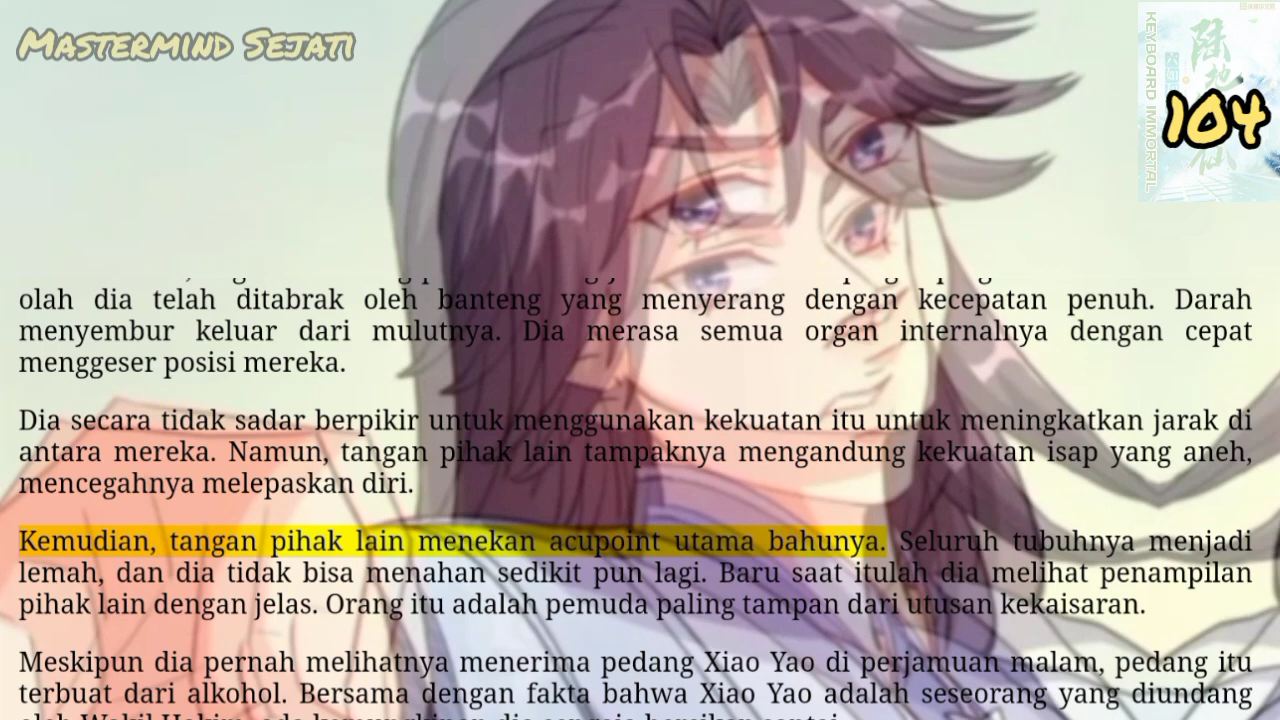 MASTERMIND SEJATI
KEYBOARD IMMORTAL
104
olah dia telah ditabrak oleh banteng yang menyerang dengan kecepatan penuh. Darah
menyembur keluar dari mulutnya. Dia merasa semua organ internalnya dengan cepat
menggeser posisi mereka.
Dia secara tidak sadar berpikir untuk menggunakan kekuatan itu untuk meningkatkan jarak di
antara mereka. Namun, tangan pihak lain tampaknya mengandung kekuatan isap yang aneh,
mencegahnya melepaskan diri.
Kemudian, tangan pihak lain menekan acupoint utama bahunya. Seluruh tubuhnya menjadi
lemah, dan dia tidak bisa menahan sedikit pun lagi. Baru saat itulah dia melihat penampilan
pihak lain dengan jelas. Orang itu adalah pemuda paling tampan dari utusan kekaisaran.
Meskipun dia pernah melihatnya menerima pedang Xiao Yao di perjamuan malam, pedang itu
terbuat dari alkohol. Bersama dengan fakta bahwa Xiao Yao adalah seseorang yang diundang